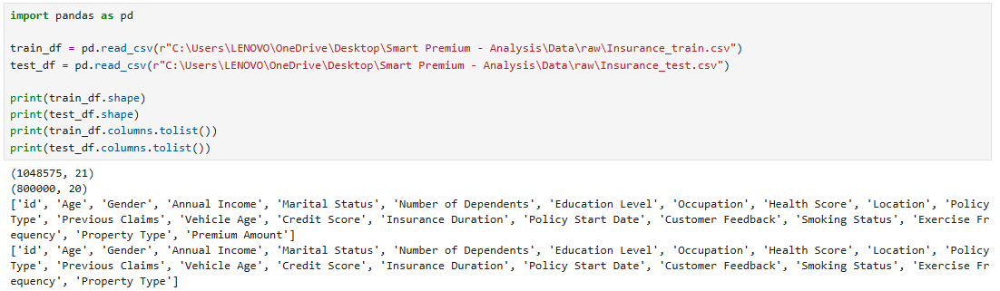 import pandas as pd
train_df = pd.read_csv(r"C:\Users\LENOVO\OneDrive\Desktop\Smart Premium - Analysis\Data\raw\Insurance_train.csv")
test_df = pd.read_csv(r"C:\Users\LENOVO\OneDrive\Desktop\Smart Premium - Analysis\Data\raw\Insurance_test.csv")
print(train_df.shape)
print(test_df.shape)
print(train_df.columns.tolist())
print(test_df.columns.tolist())
(1048575, 21)
(800000, 20)
['id', 'Age', 'Gender', 'Annual Income', 'Marital Status', 'Number of Dependents', 'Education Level', 'Occupation', 'Health Score', 'Location', 'Policy
Type', 'Previous Claims', 'Vehicle Age', 'Credit Score', 'Insurance Duration', 'Policy Start Date', 'Customer Feedback', 'Smoking Status', 'Exercise Fr
equency', 'Property Type', 'Premium Amount']
['id', 'Age', 'Gender', 'Annual Income', 'Marital Status', 'Number of Dependents', 'Education Level', 'Occupation', 'Health Score', 'Location', 'Policy
Type', 'Previous Claims', 'Vehicle Age', 'Credit Score', 'Insurance Duration', 'Policy Start Date', 'Customer Feedback', 'Smoking Status', 'Exercise Fr
equency', 'Property Type']